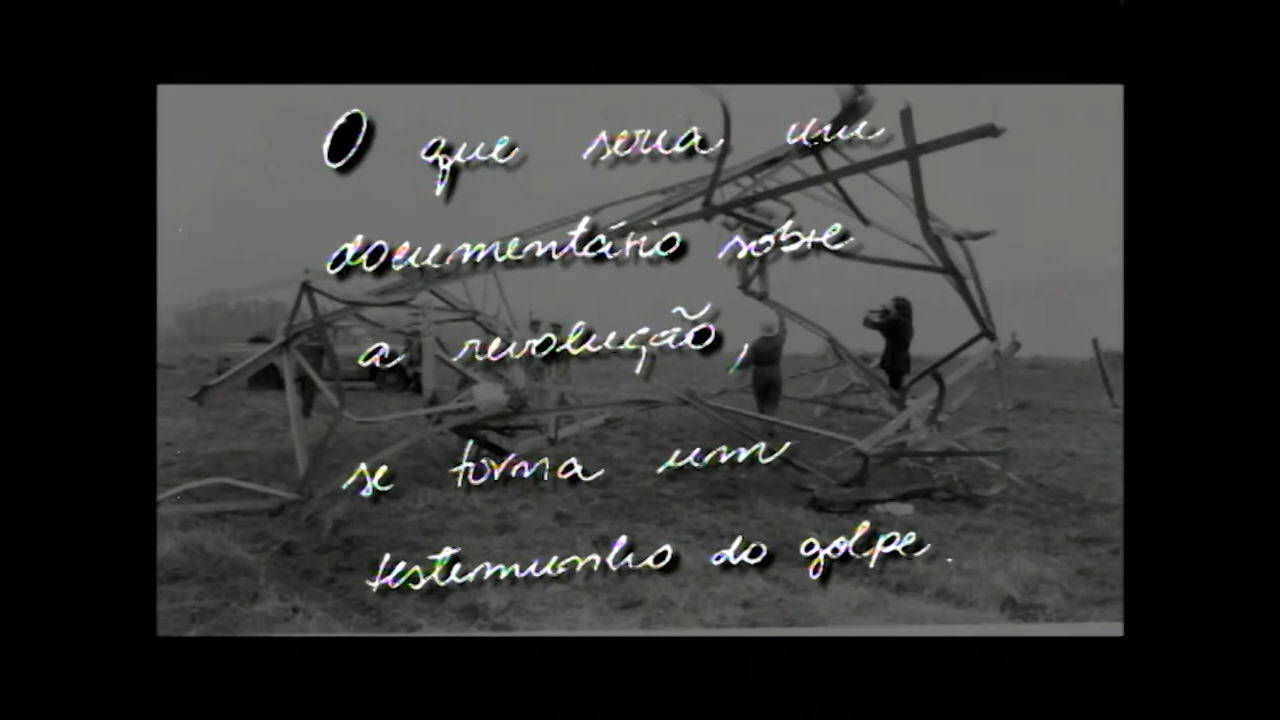 O que seria um
documentário sobre
a revolução,
se torna um
testemunho do golpe.